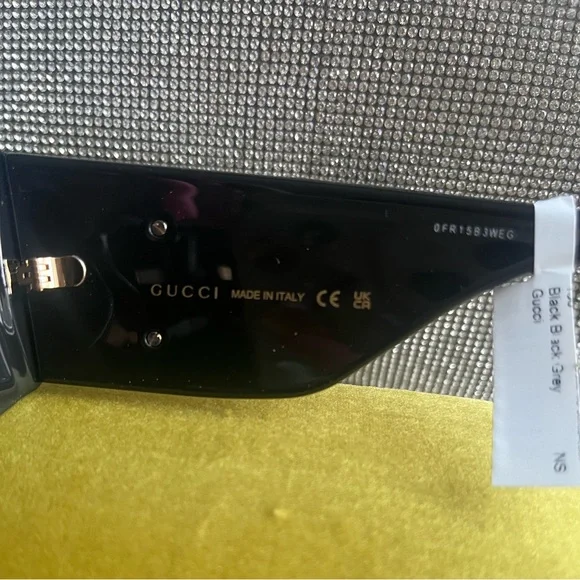 0FR15B3WEG
GUCCI MADE IN ITALY CE UK CA
Black Black Grey
Gucci
NS